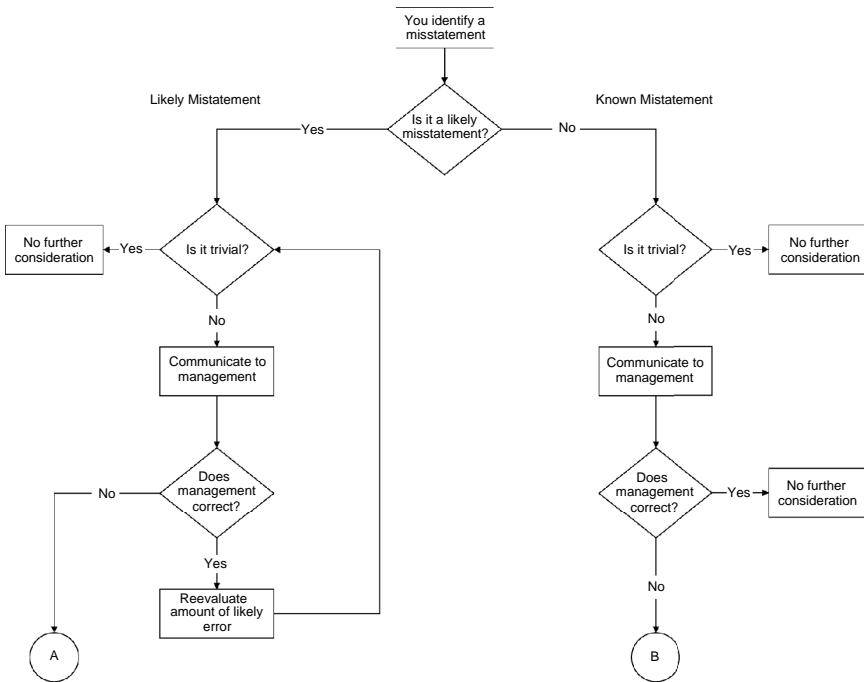 You identify a
misstatement
Likely Mistatement
Known Mistatement
Is it a likely
misstatement?
Yes
No
No further
consideration
Yes
Is it trivial?
Is it trivial?
Yes
No further
consideration
No
No
Communicate to
management
Communicate to
management
No
Does
management
correct?
Does
management
correct?
Yes
No further
consideration
Yes
No
Reevaluate
amount of likely
error
A
B